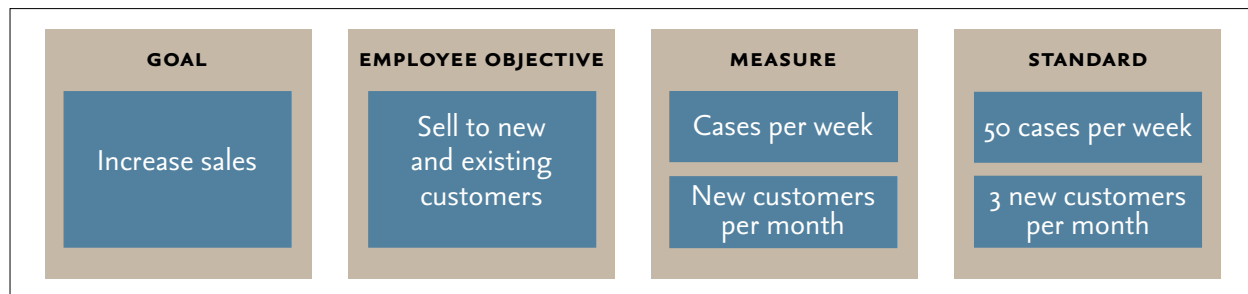 GOAL
Increase sales
EMPLOYEE OBJECTIVE
Sell to new
and existing
customers
MEASURE
Cases per week
New customers
per month
STANDARD
50 cases per week
3 new customers
per month